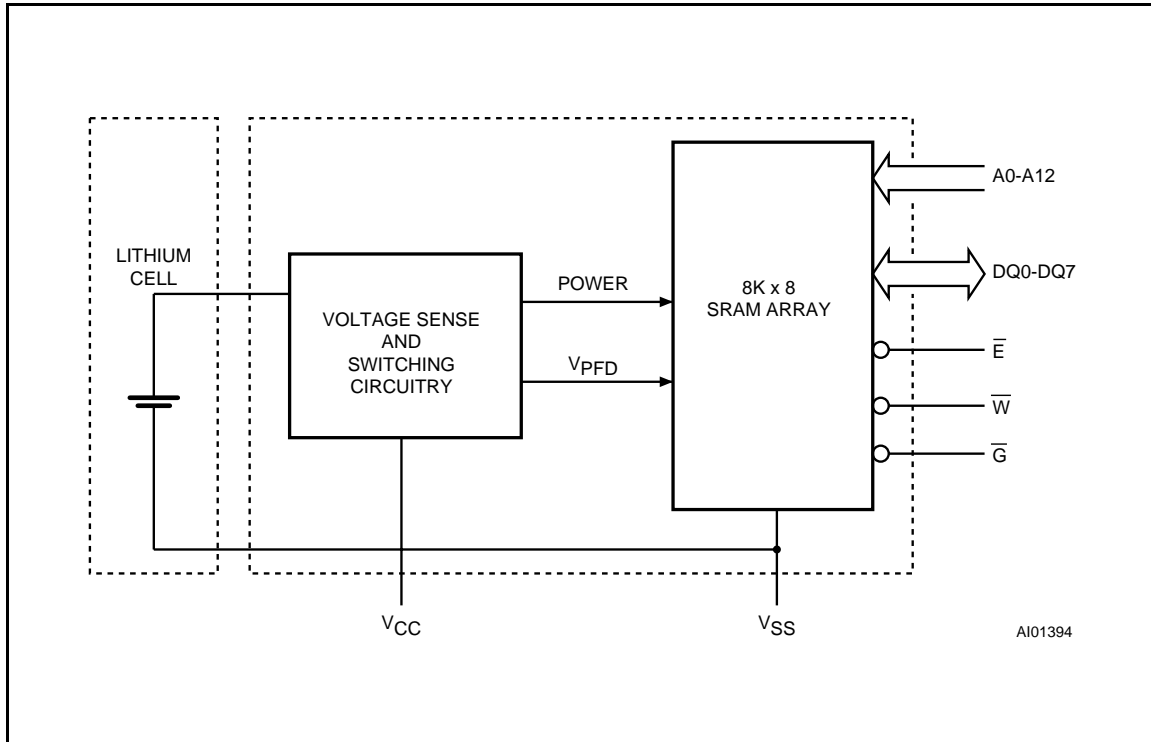 LITHIUM
CELL
VOLTAGE SENSE
AND
SWITCHING
CIRCUITRY
POWER
VPFD
8K x 8
SRAM ARRAY
A0-A12
DQ0-DQ7
E̅
W̅
G̅
VCC
VSS
AI01394